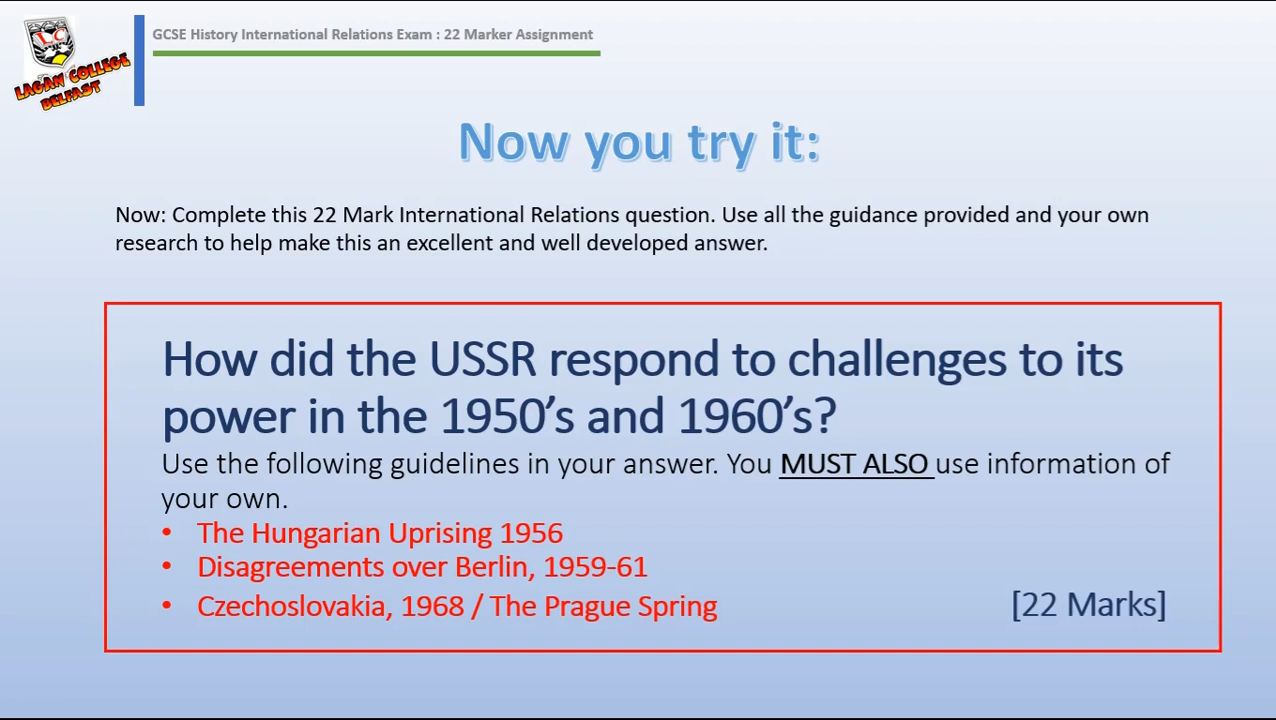 LC
LAGAN COLLEGE
BELFAST
GCSE History International Relations Exam : 22 Marker Assignment
Now you try it:
Now: Complete this 22 Mark International Relations question. Use all the guidance provided and your own
research to help make this an excellent and well developed answer.
How did the USSR respond to challenges to its
power in the 1950’s and 1960’s?
Use the following guidelines in your answer. You MUST ALSO use information of
your own.
• The Hungarian Uprising 1956
• Disagreements over Berlin, 1959-61
• Czechoslovakia, 1968 / The Prague Spring [22 Marks]